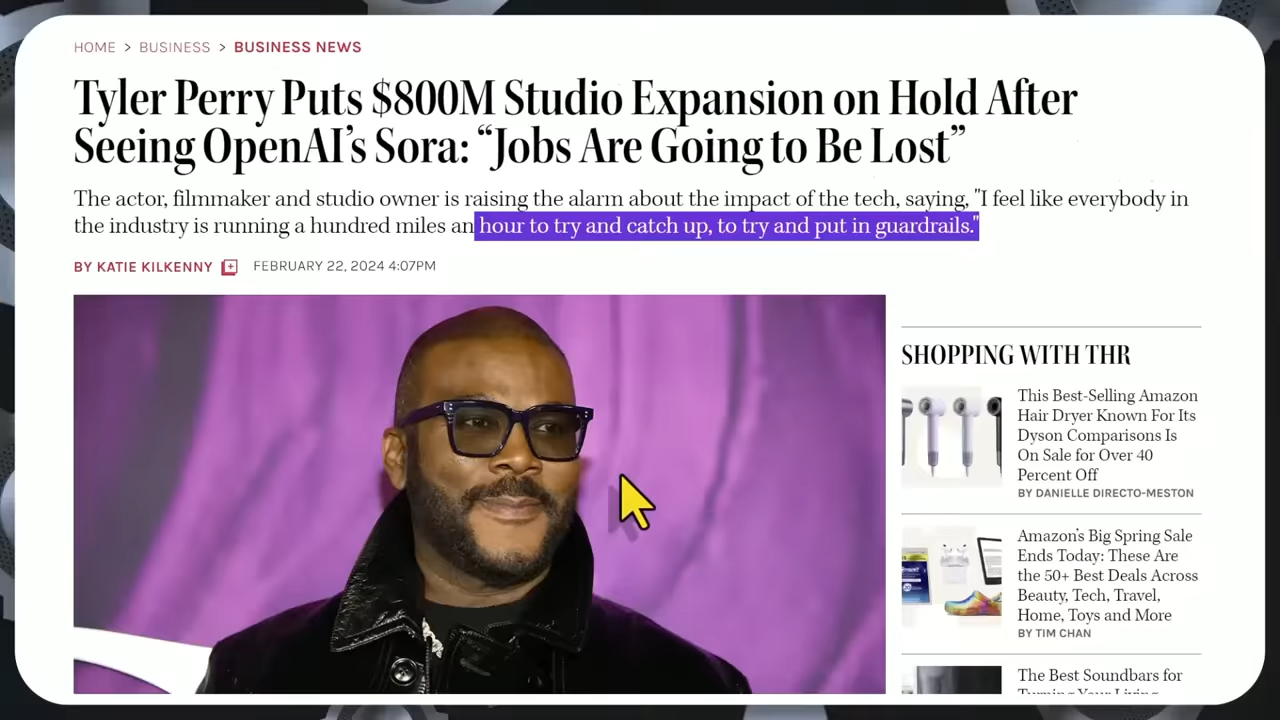 HOME > BUSINESS > BUSINESS NEWS
Tyler Perry Puts $800M Studio Expansion on Hold After
Seeing OpenAI's Sora: “Jobs Are Going to Be Lost”
The actor, filmmaker and studio owner is raising the alarm about the impact of the tech, saying, "I feel like everybody in
the industry is running a hundred miles an hour to try and catch up, to try and put in guardrails."
BY KATIE KILKENNY FEBRUARY 22, 2024 4:07PM
SHOPPING WITH THR
This Best-Selling Amazon
Hair Dryer Known For Its
Dyson Comparisons Is
On Sale for Over 40
Percent Off
BY DANIELLE DIRECTO-MESTON
Amazon's Big Spring Sale
Ends Today: These Are
the 50+ Best Deals Across
Beauty, Tech, Travel,
Home, Toys and More
BY TIM CHAN
The Best Soundbars for
Turning Your Living